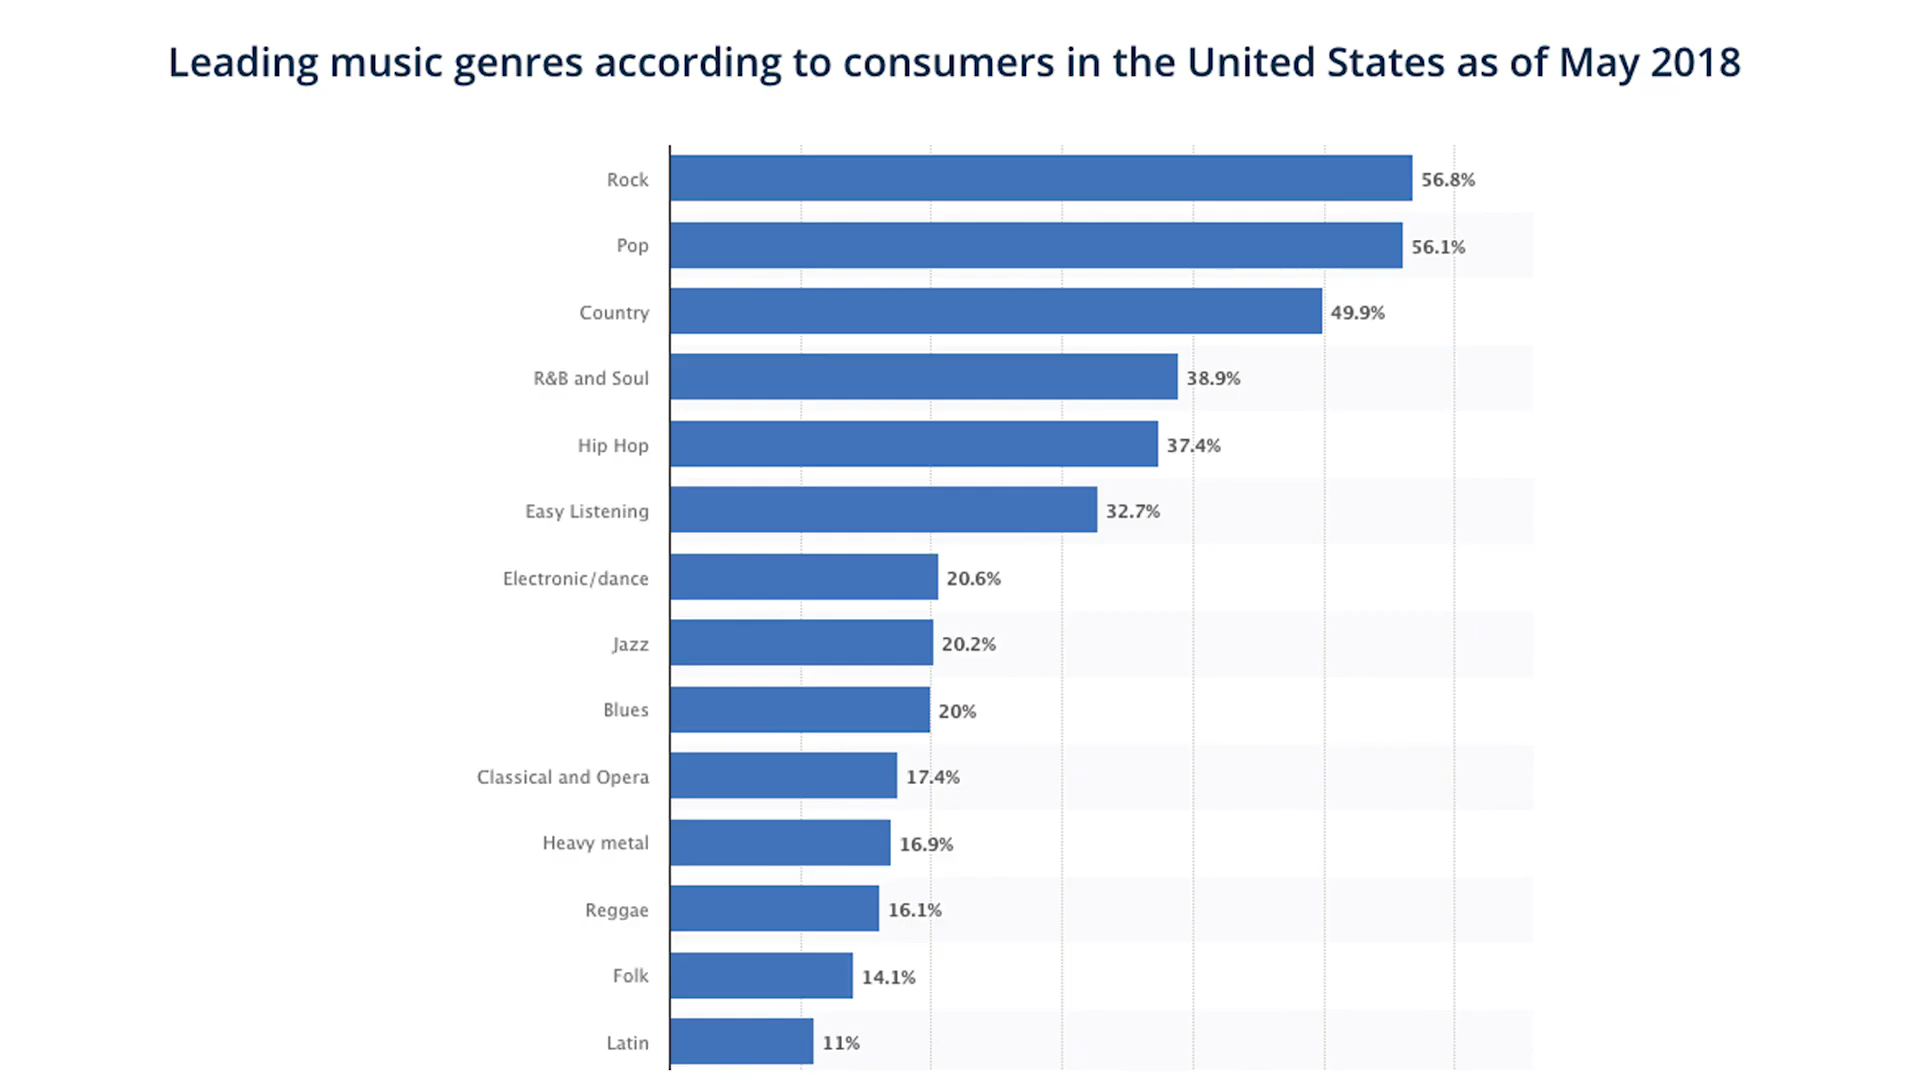 Leading music genres according to consumers in the United States as of May 2018
Rock 56.8%
Pop 56.1%
Country 49.9%
R&B and Soul 38.9%
Hip Hop 37.4%
Easy Listening 32.7%
Electronic/dance 20.6%
Jazz 20.2%
Blues 20%
Classical and Opera 17.4%
Heavy metal 16.9%
Reggae 16.1%
Folk 14.1%
Latin 11%